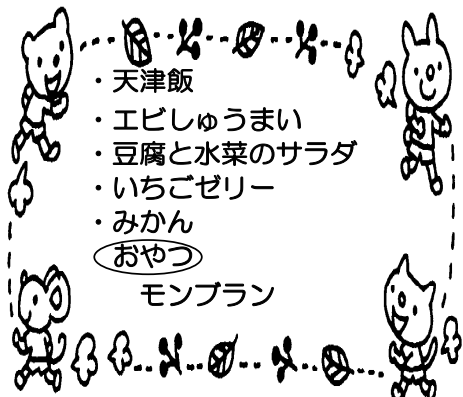 ・天津飯
・エビしゅうまい
・豆腐と水菜のサラダ
・いちごゼリー
・みかん
おやつ
モンブラン